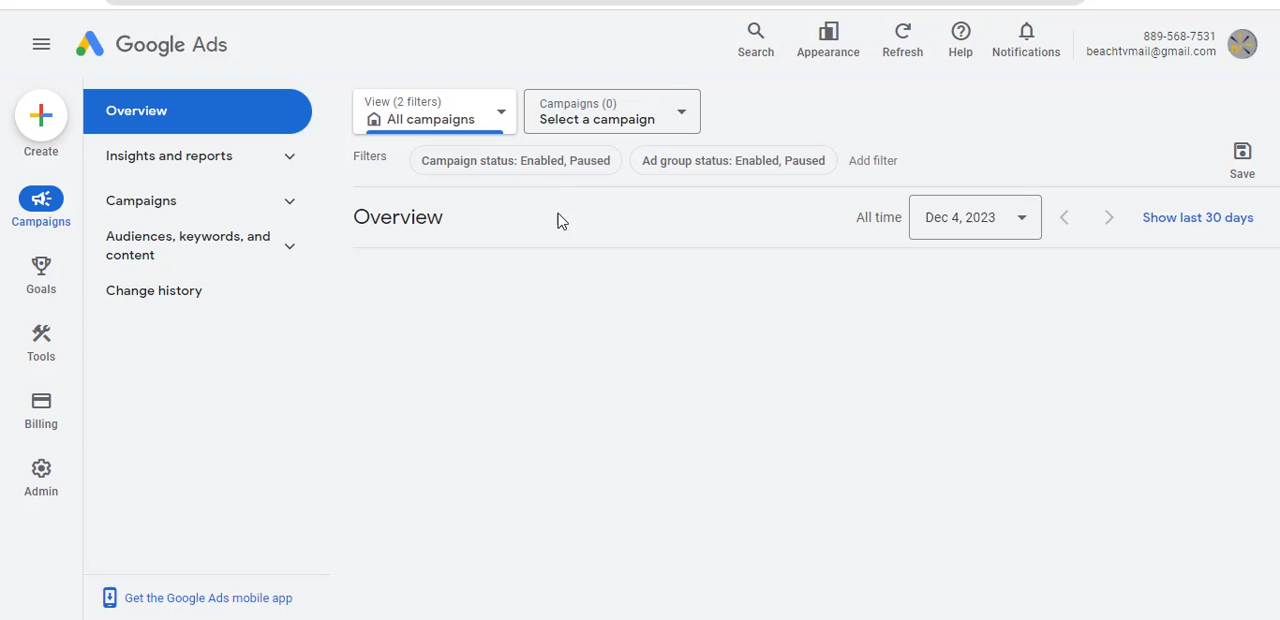 Google Ads
Search
Appearance
Refresh
Help
Notifications
889-568-7531
beachtvmail@gmail.com
Create
Campaigns
Goals
Tools
Billing
Admin
Overview
Insights and reports
Campaigns
Audiences, keywords, and
content
Change history
Get the Google Ads mobile app
View (2 filters)
All campaigns
Campaigns (0)
Select a campaign
Filters
Campaign status: Enabled, Paused
Ad group status: Enabled, Paused
Add filter
Save
Overview
All time
Dec 4, 2023
Show last 30 days